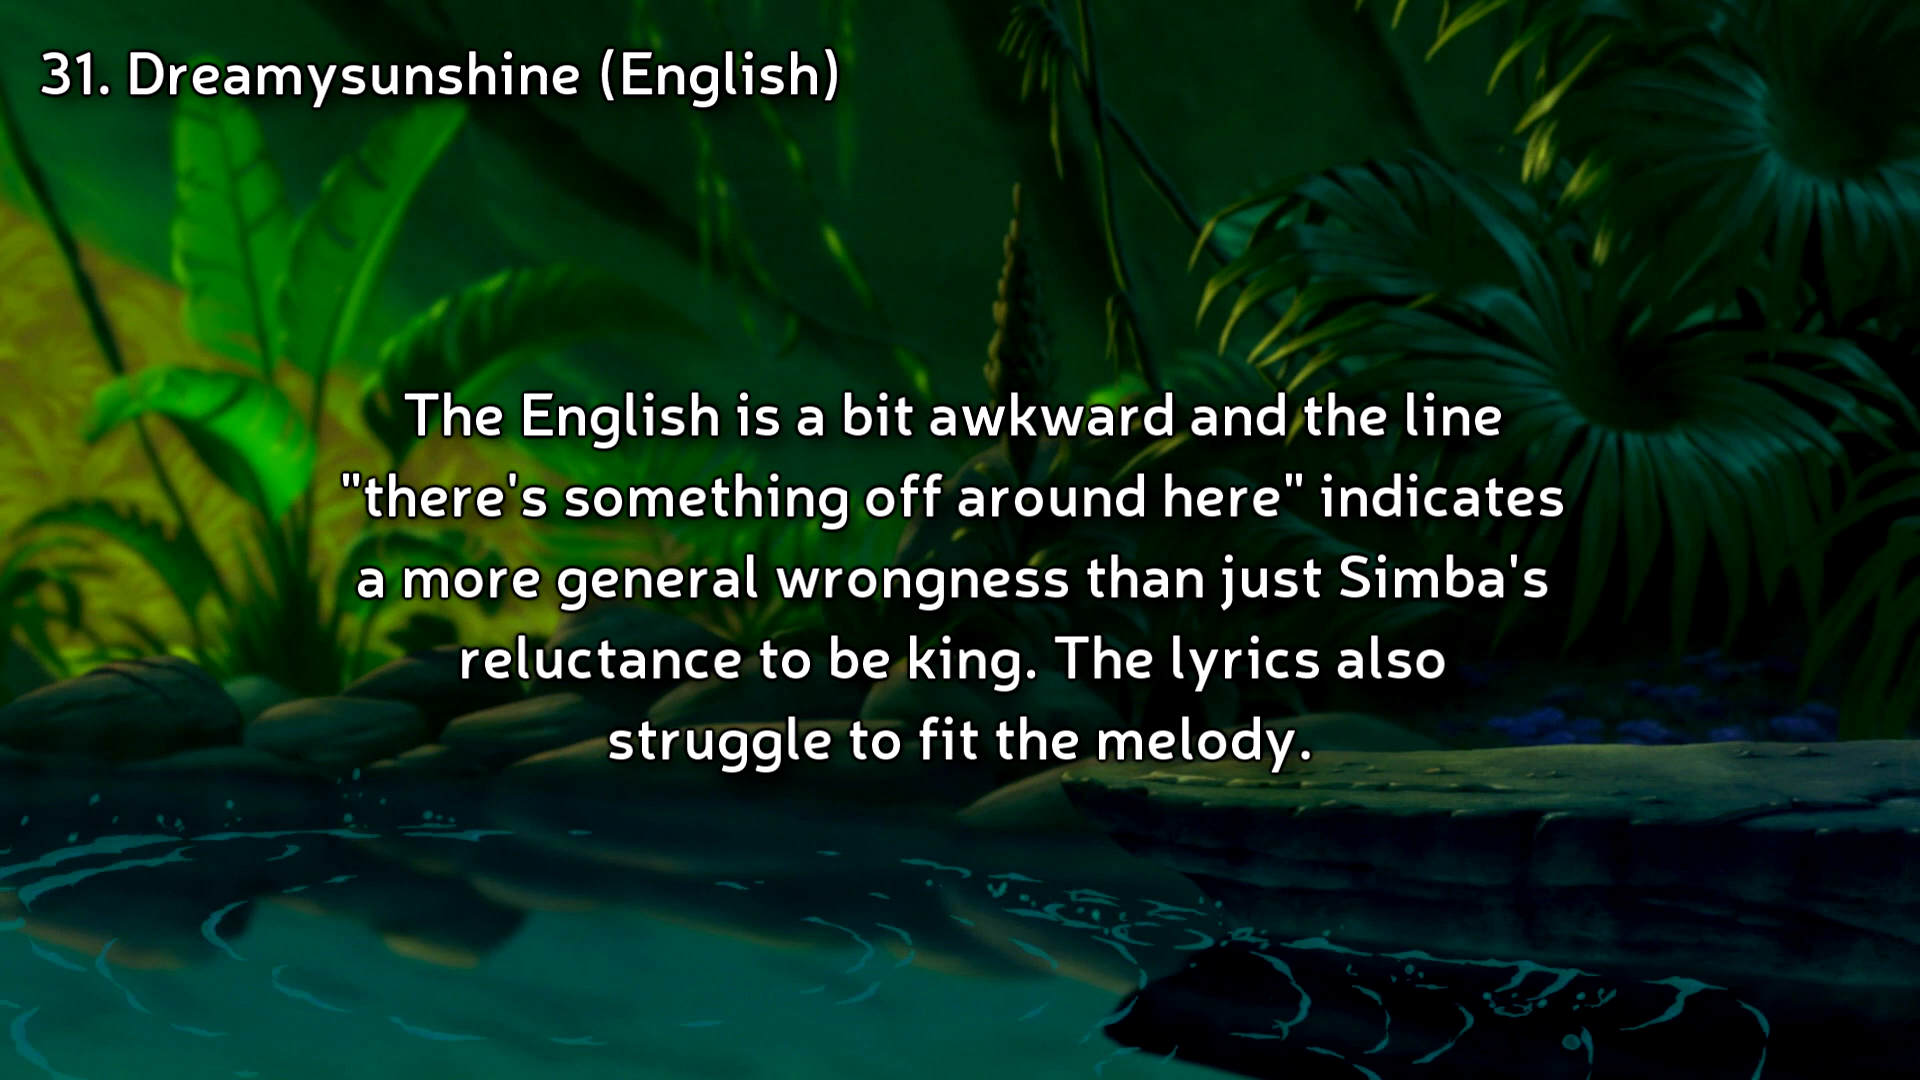 31. Dreamysunshine (English)
The English is a bit awkward and the line
"there's something off around here" indicates
a more general wrongness than just Simba's
reluctance to be king. The lyrics also
struggle to fit the melody.